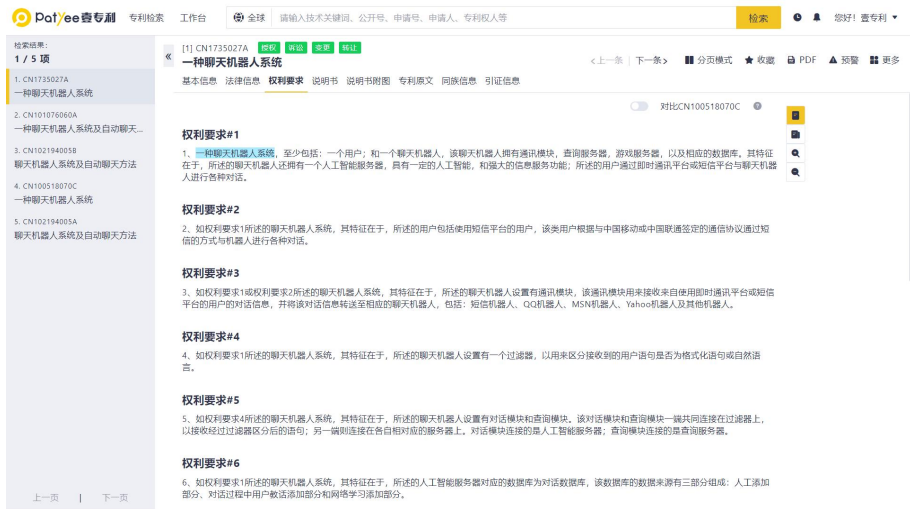 Patyee壹专利 专利检索 工作台 全球 请输入技术关键词、公开号、申请号、申请人、专利权人等 检索 您好！壹专利
检索结果：
1 / 5 项
1. CN1735027A
一种聊天机器人系统
2. CN101076060A
一种聊天机器人系统及自动聊天...
3. CN102194005B
聊天机器人系统及自动聊天方法
4. CN100518070C
一种聊天机器人系统
5. CN102194005A
聊天机器人系统及自动聊天方法
上一页 | 下一页
«
[1] CN1735027A 授权 诉讼 变更 转让
一种聊天机器人系统
<上一条 | 下一条> 分页模式 收藏 PDF 预警 更多
基本信息 法律信息 权利要求 说明书 说明书附图 专利原文 同族信息 引证信息
对比CN100518070C
权利要求#1
1、一种聊天机器人系统，至少包括：一个用户；和一个聊天机器人，该聊天机器人拥有通讯模块，查询服务器，游戏服务器，以及相应的数据库。其特征
在于，所述的聊天机器人还拥有一个人工智能服务器，具有一定的人工智能，和强大的信息服务功能；所述的用户通过即时通讯平台或短信平台与聊天机器
人进行各种对话。
权利要求#2
2、如权利要求1所述的聊天机器人系统，其特征在于，所述的用户包括使用短信平台的用户，该类用户根据与中国移动或中国联通签定的通信协议通过短
信的方式与机器人进行各种对话。
权利要求#3
3、如权利要求1或权利要求2所述的聊天机器人系统，其特征在于，所述的聊天机器人设置有通讯模块，该通讯模块用来接收来自使用即时通讯平台或短信
平台的用户的对话信息，并将该对话信息转送至相应的聊天机器人，包括：短信机器人、QQ机器人、MSN机器人、Yahoo机器人及其他机器人。
权利要求#4
4、如权利要求1所述的聊天机器人系统，其特征在于，所述的聊天机器人设置有一个过滤器，以用来区分接收到的用户语句是否为格式化语句或自然语
言。
权利要求#5
5、如权利要求4所述的聊天机器人系统，其特征在于，所述的聊天机器人设置有对话模块和查询模块。该对话模块和查询模块一端共同连接在过滤器上，
以接收经过过滤器区分后的语句；另一端则连接在各自相对应的服务器上。对话模块连接的是人工智能服务器；查询模块连接的是查询服务器。
权利要求#6
6、如权利要求1所述的聊天机器人系统，其特征在于，所述的人工智能服务器对应的数据库为对话数据库，该数据库的数据来源有三部分组成：人工添加
部分、对话过程中用户教话添加部分和网络学习添加部分。